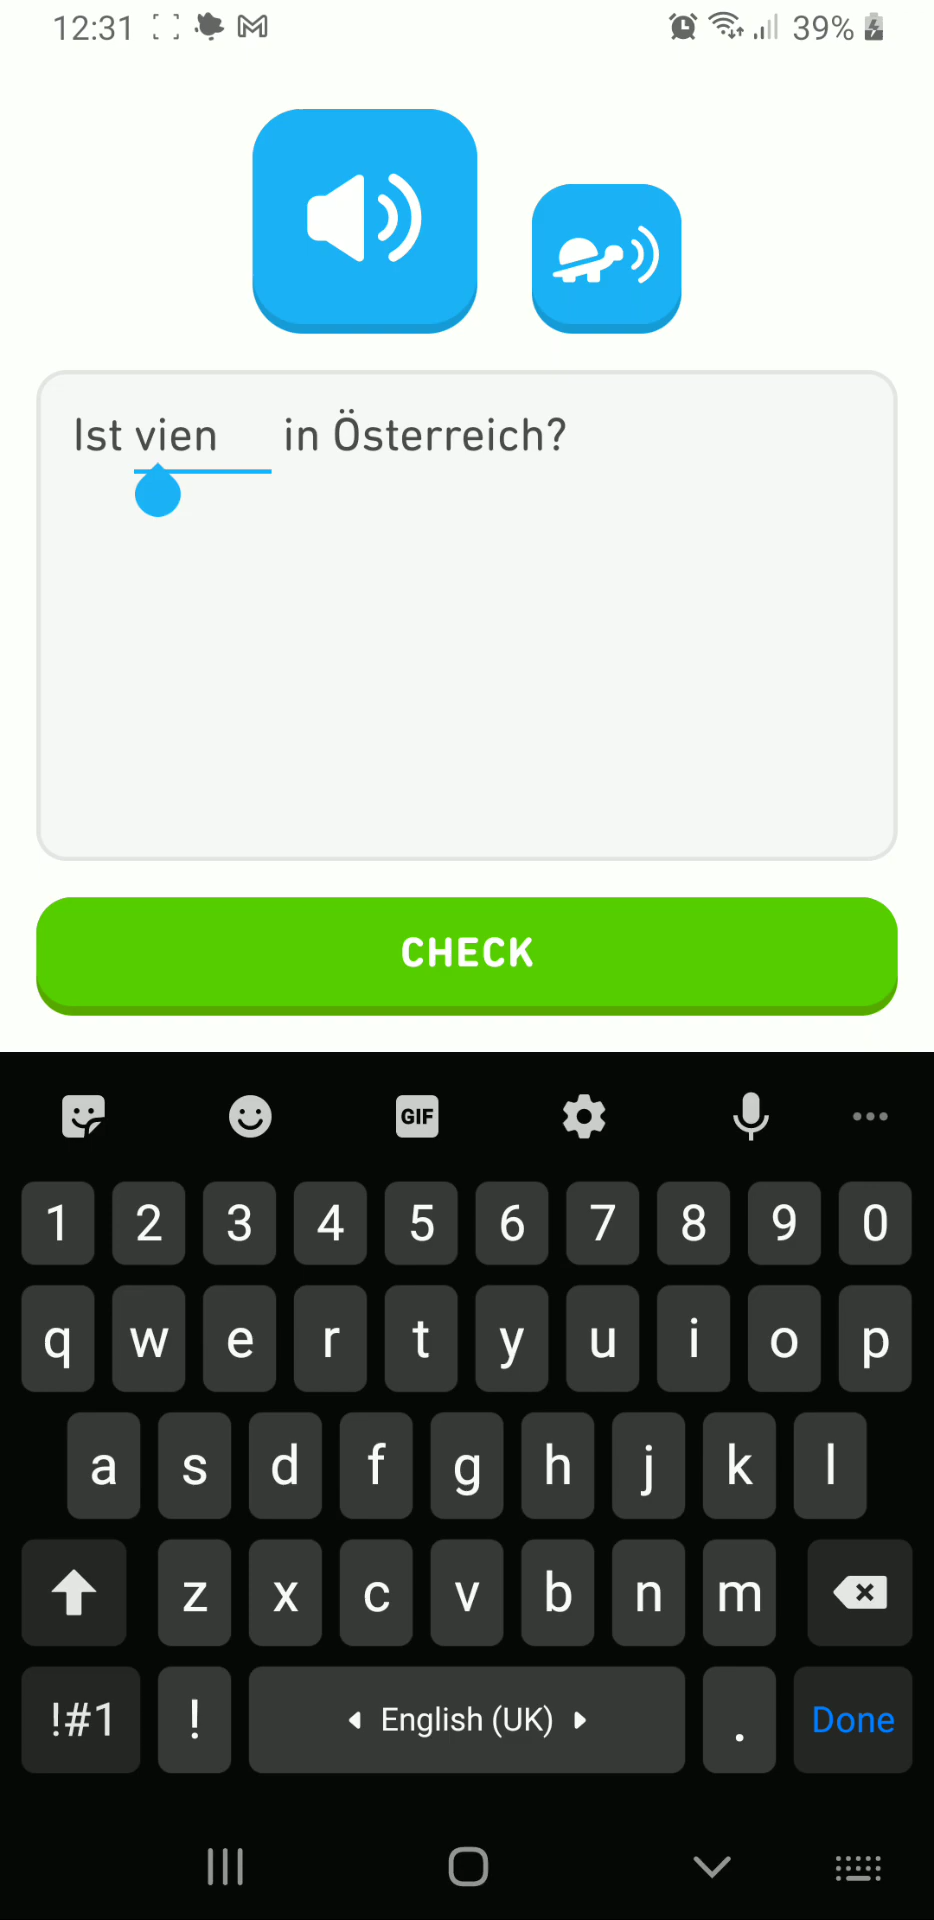 12:31 39%
Ist vien in Österreich?
CHECK
GIF
1 2 3 4 5 6 7 8 9 0
q w e r t y u i o p
a s d f g h j k l
z x c v b n m
!#1 ! English (UK) . Done